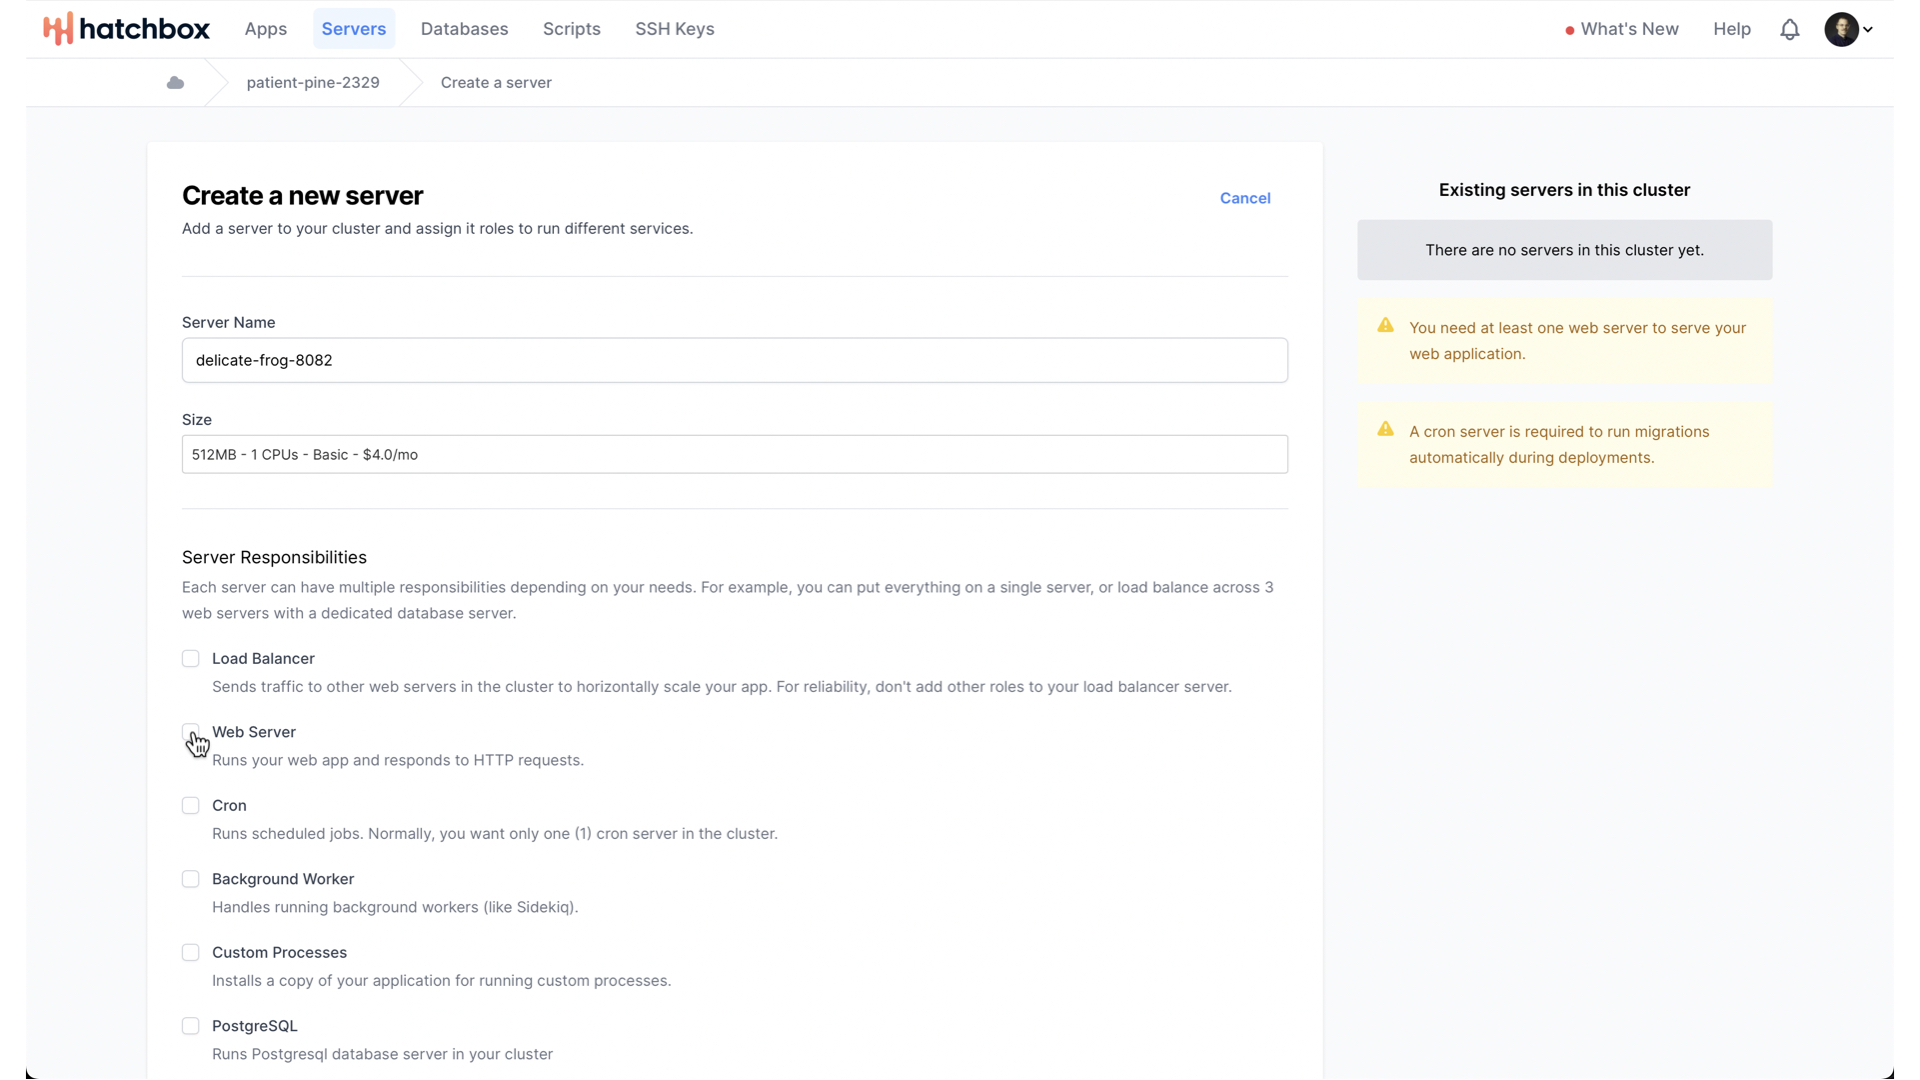 hatchbox Apps Servers Databases Scripts SSH Keys What's New Help
patient-pine-2329 Create a server
Create a new server
Cancel
Add a server to your cluster and assign it roles to run different services.
Server Name
delicate-frog-8082
Size
512MB - 1 CPUs - Basic - $4.0/mo
Server Responsibilities
Each server can have multiple responsibilities depending on your needs. For example, you can put everything on a single server, or load balance across 3
web servers with a dedicated database server.
Load Balancer
Sends traffic to other web servers in the cluster to horizontally scale your app. For reliability, don't add other roles to your load balancer server.
Web Server
Runs your web app and responds to HTTP requests.
Cron
Runs scheduled jobs. Normally, you want only one (1) cron server in the cluster.
Background Worker
Handles running background workers (like Sidekiq).
Custom Processes
Installs a copy of your application for running custom processes.
PostgreSQL
Runs Postgresql database server in your cluster
Existing servers in this cluster
There are no servers in this cluster yet.
You need at least one web server to serve your
web application.
A cron server is required to run migrations
automatically during deployments.